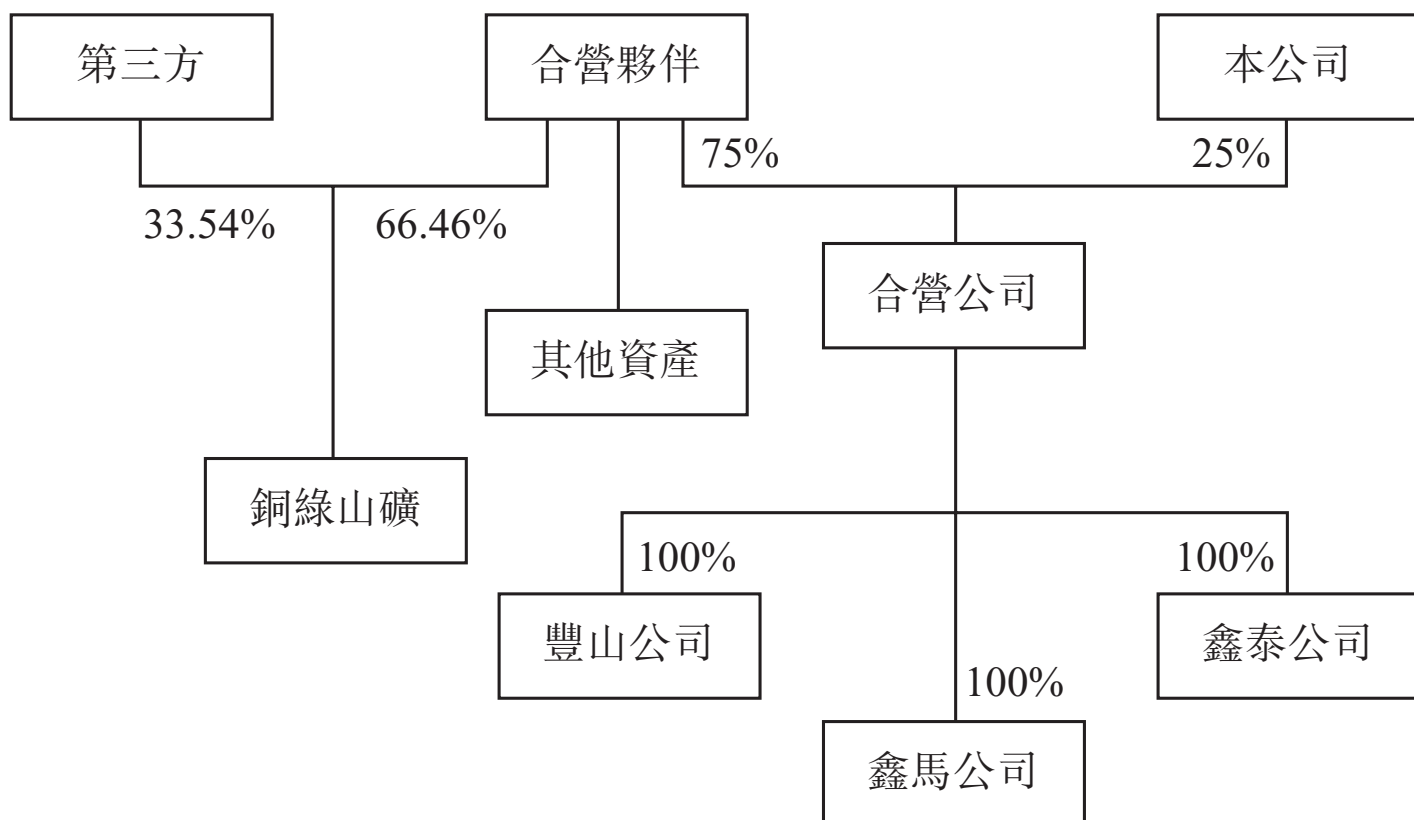 第三方
合營夥伴
本公司
75%
25%
33.54%
66.46%
合營公司
其他資產
銅綠山礦
100%
100%
豐山公司
鑫泰公司
100%
鑫馬公司